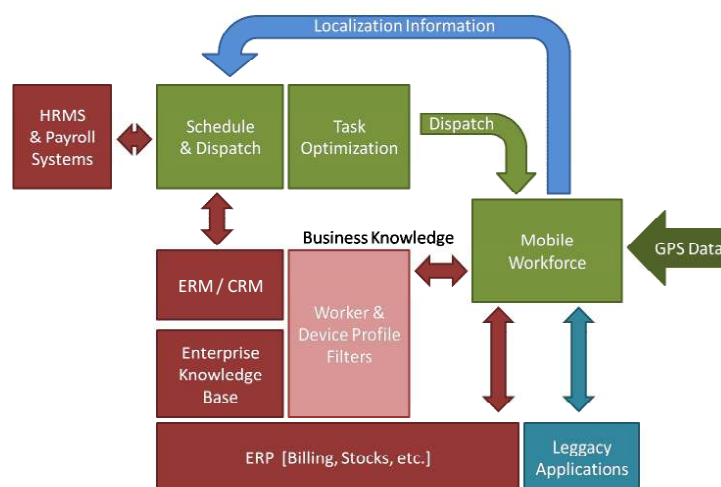 Localization Information
HRMS
& Payroll
Systems
Schedule
& Dispatch
Task
Optimization
Dispatch
Business Knowledge
Mobile
Workforce
GPS Data
ERM / CRM
Worker &
Device Profile
Filters
Enterprise
Knowledge
Base
ERP [Billing, Stocks, etc.]
Leggacy
Applications